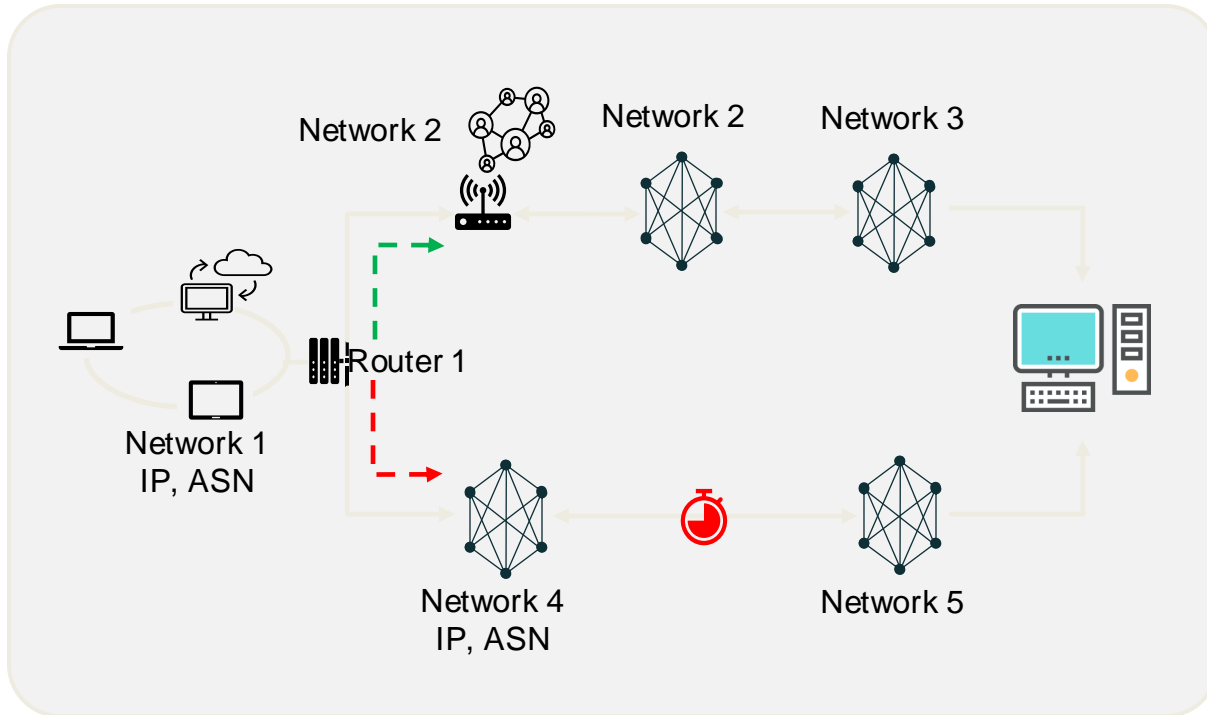 Network 2
Network 2
Network 3
Router 1
Network 1
IP, ASN
Network 4
IP, ASN
Network 5